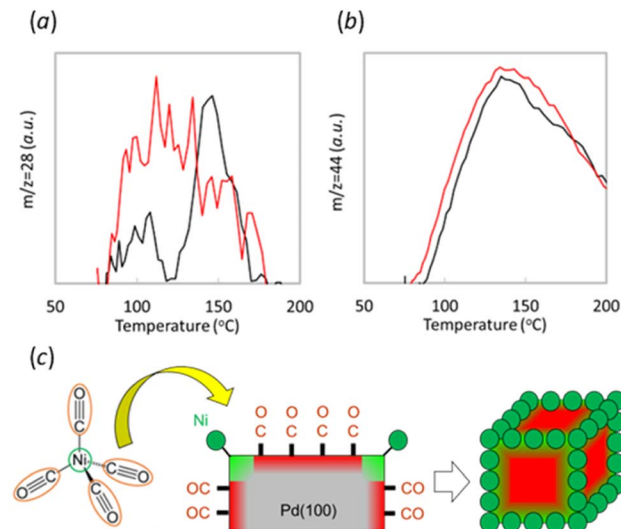 (a)
(b)
m/z=28 (a.u.)
m/z=44 (a.u.)
50 100 150 200
50 100 150 200
Temperature (°C)
Temperature (°C)
(c)
O O O O
C C C C
Ni
O
C
Ni
C
O
C
O
C
O
OC CO
OC CO
Pd(100)